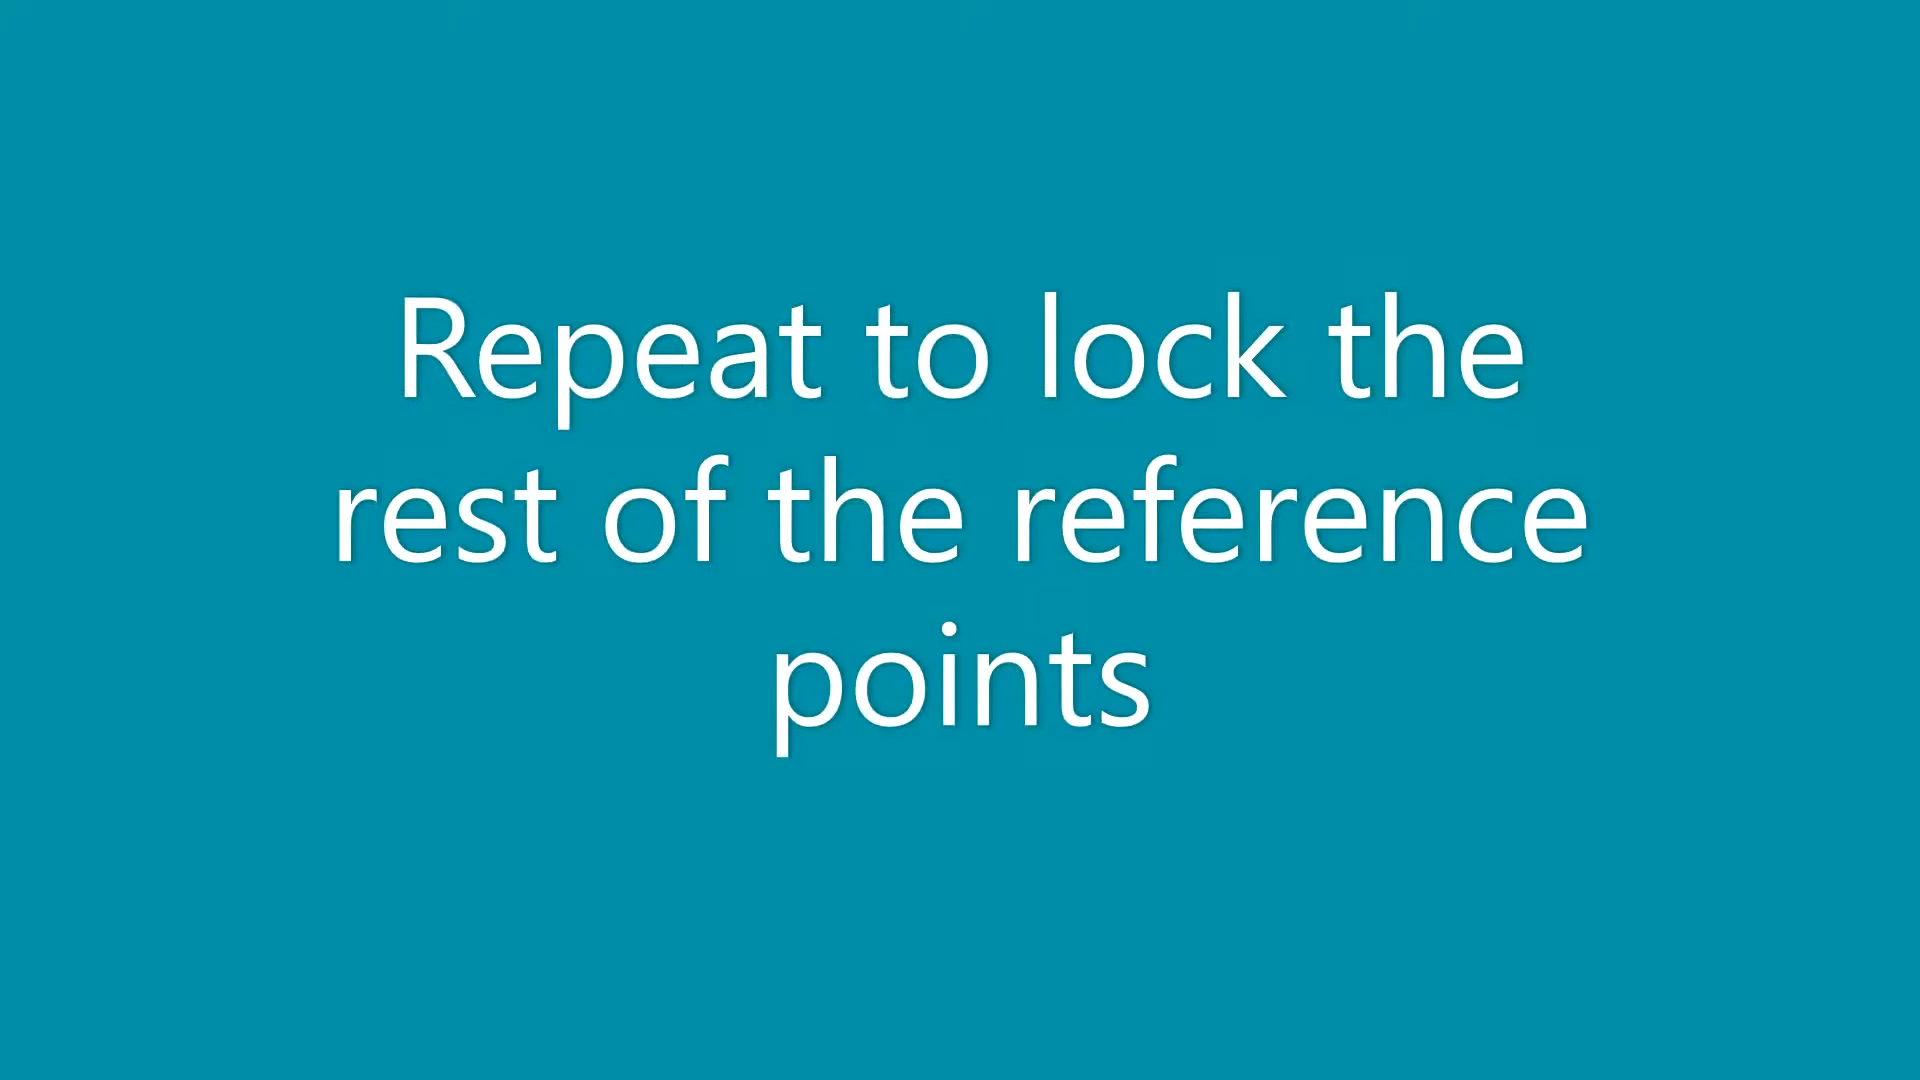 Repeat to lock the
rest of the reference
points